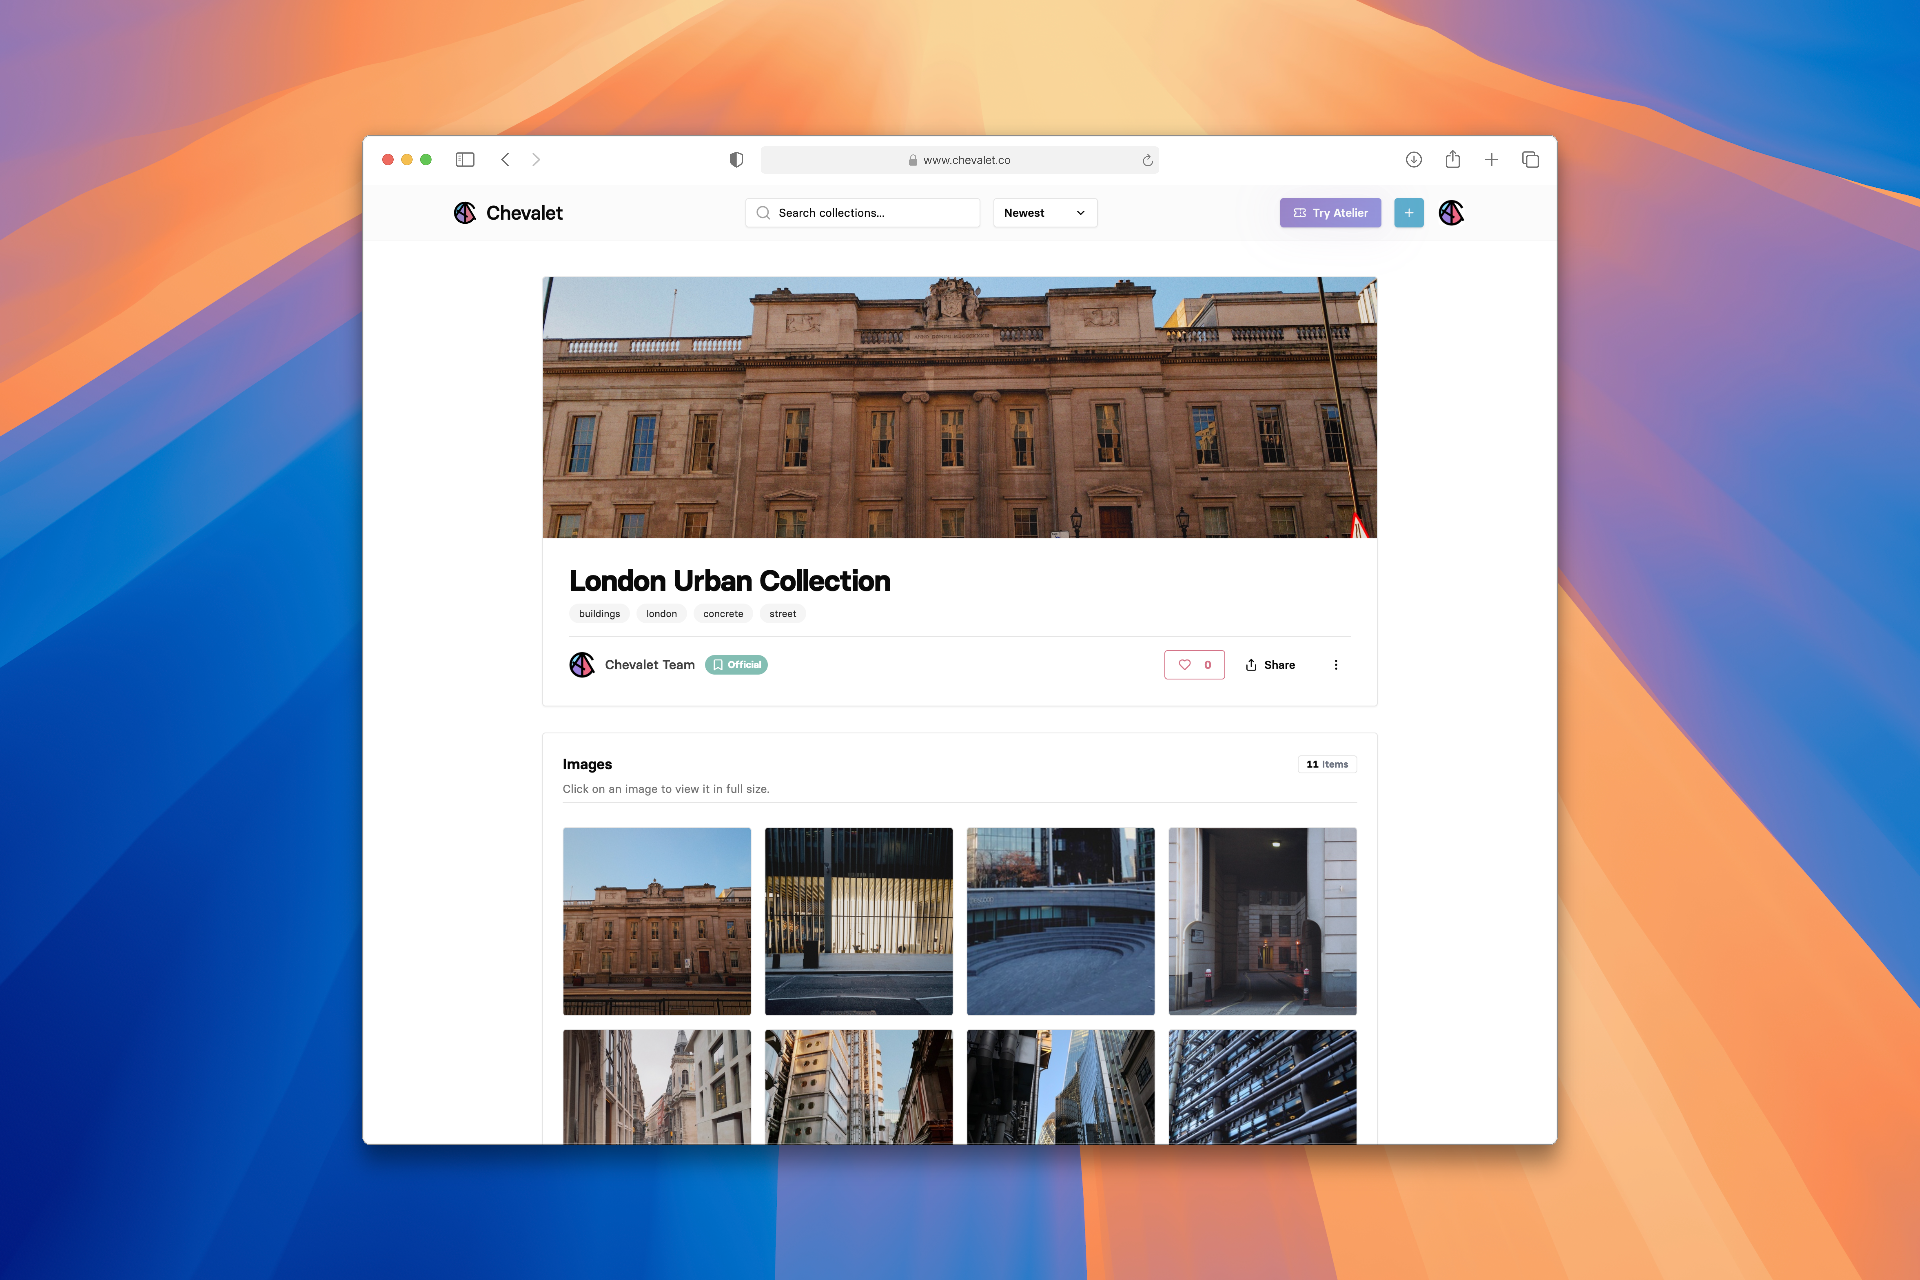 www.chevalet.co
Chevalet
Search collections...
Newest
Try Atelier
London Urban Collection
buildings
london
concrete
street
Chevalet Team
Official
0
Share
Images
11 Items
Click on an image to view it in full size.